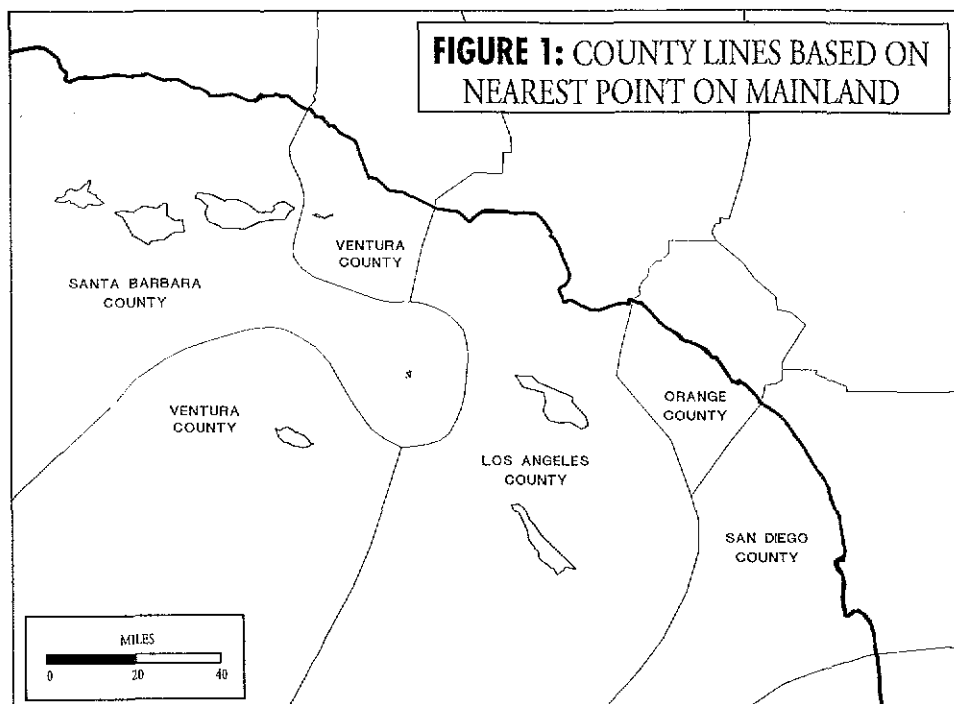 FIGURE 1: COUNTY LINES BASED ON
NEAREST POINT ON MAINLAND
VENTURA
COUNTY
SANTA BARBARA
COUNTY
VENTURA
COUNTY
ORANGE
COUNTY
LOS ANGELES
COUNTY
SAN DIEGO
COUNTY
MILES
0 20 40